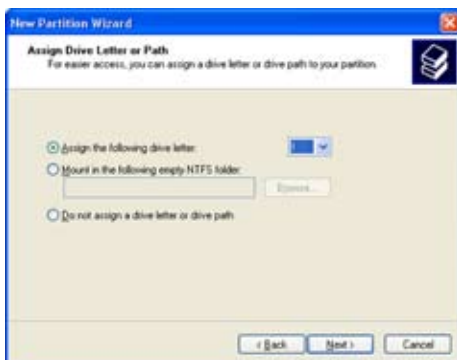 New Partition Wizard
Assign Drive Letter or Path
For easier access, you can assign a drive letter or drive path to your partition.
Assign the following drive letter:
Mount in the following empty NTFS folder:
Browse...
Do not assign a drive letter or drive path
< Back
Next >
Cancel